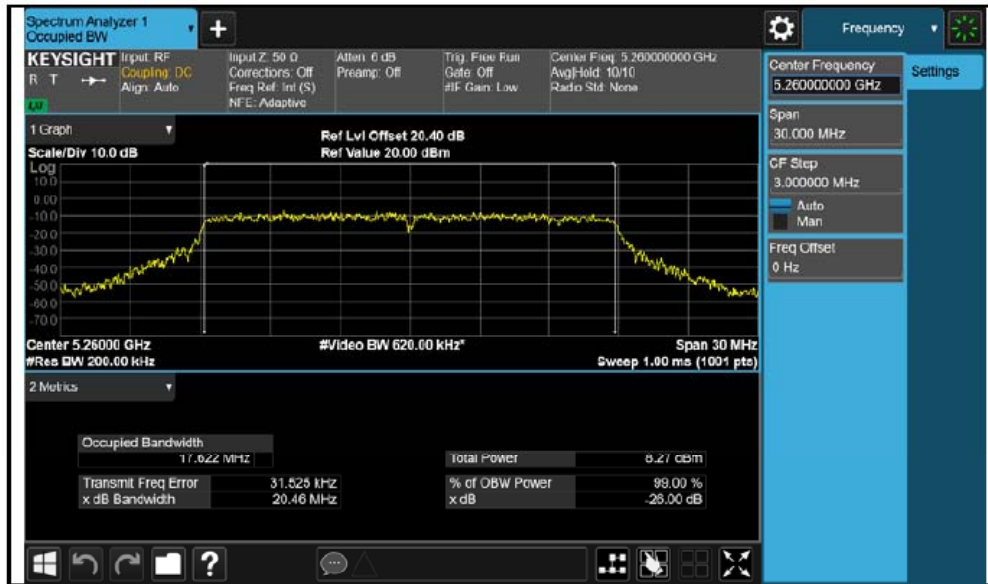 Spectrum Analyzer 1
Occupied BW
+
Frequency
KEYSIGHT
R T
LXI
Input: RF
Coupling: DC
Align: Auto
Input Z: 50 Ω
Corrections: Off
Freq Ref: Int (S)
NFE: Adaptive
Atten: 6 dB
Preamp: Off
Trig: Free Run
Gate: Off
#IF Gain: Low
Center Freq: 5.260000000 GHz
Avg|Hold: 10/10
Radio Std: None
Center Frequency
5.260000000 GHz
Settings
Span
30.000 MHz
CF Step
3.000000 MHz
Auto
Man
Freq Offset
0 Hz
1 Graph
Scale/Div 10.0 dB
Ref Lvl Offset 20.40 dB
Ref Value 20.00 dBm
Log
10.0
0.00
-10.0
-20.0
-30.0
-40.0
-50.0
-60.0
-70.0
Center 5.26000 GHz
#Video BW 620.00 kHz*
Span 30 MHz
#Res BW 200.00 kHz
Sweep 1.00 ms (1001 pts)
2 Metrics
Occupied Bandwidth
17.622 MHz
Total Power 8.27 dBm
Transmit Freq Error 31.525 kHz
% of OBW Power 99.00 %
x dB Bandwidth 20.46 MHz
x dB -26.00 dB
?